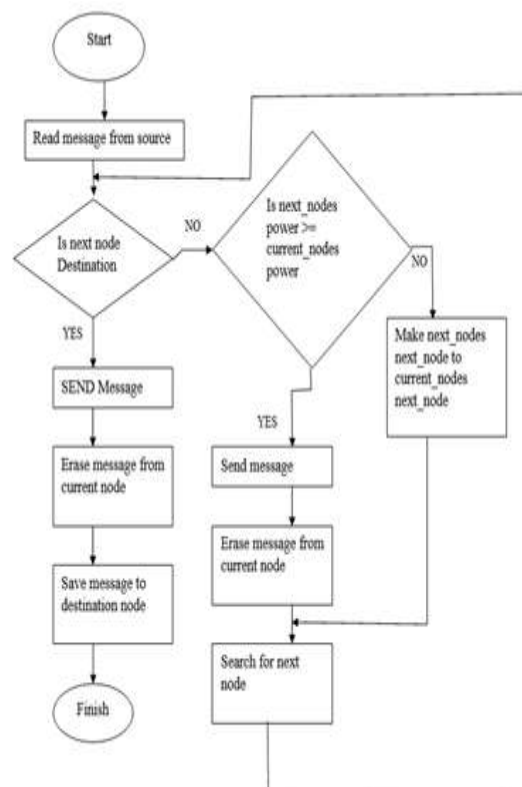 Start
Read message from source
Is next node
Destination
NO
Is next_nodes
power >=
current_nodes
power
NO
Make next_nodes
next_node to
current_nodes
next_node
YES
SEND Message
Erase message from
current node
Save message to
destination node
Finish
YES
Send message
Erase message from
current node
Search for next
node